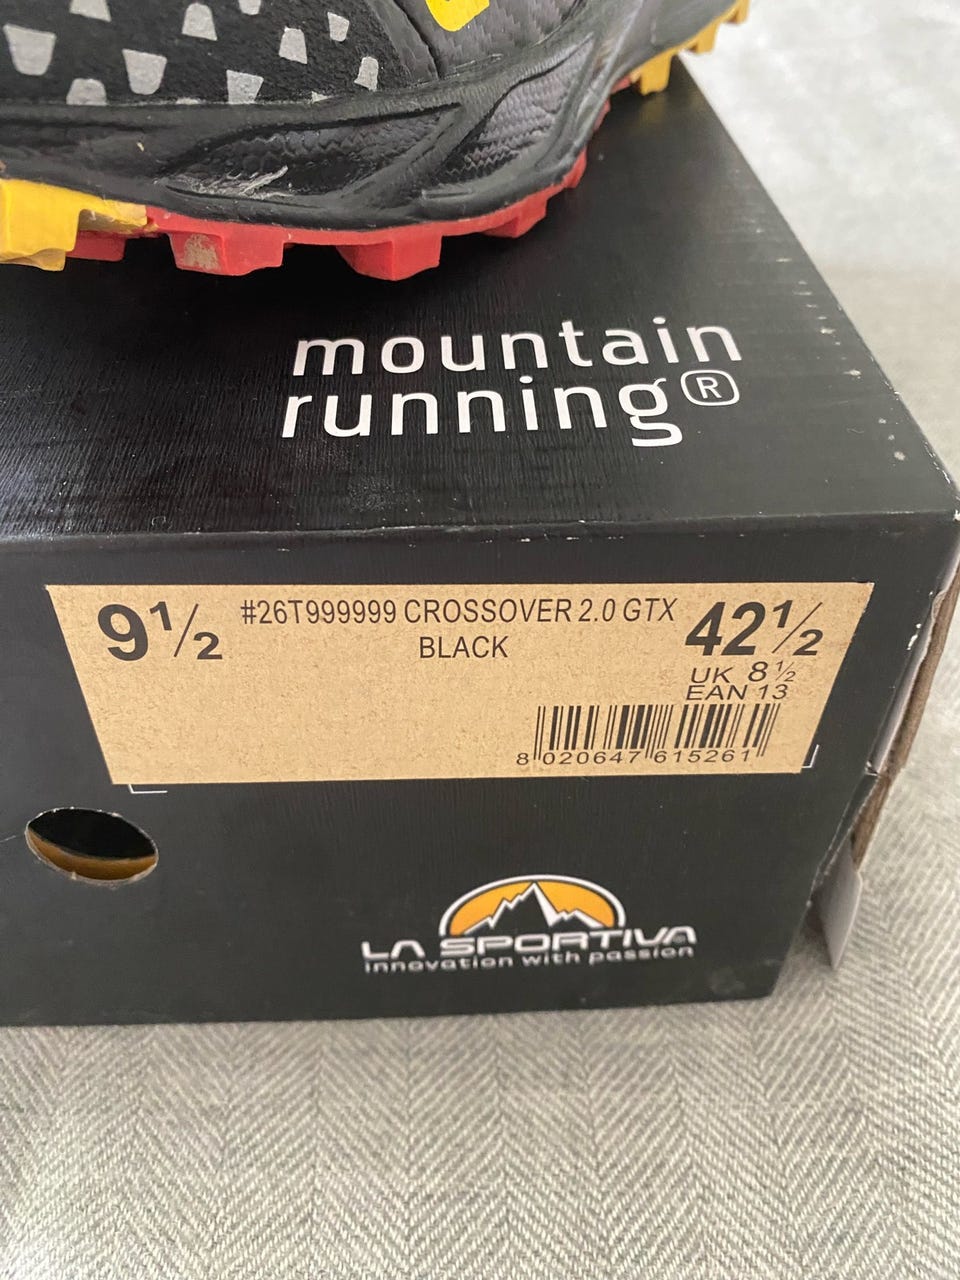 mountain
running®
9½ #26T999999 CROSSOVER 2.0 GTX 42½
BLACK
UK 8½
EAN 13
8 020647 615261
LA SPORTIVA
innovation with passion